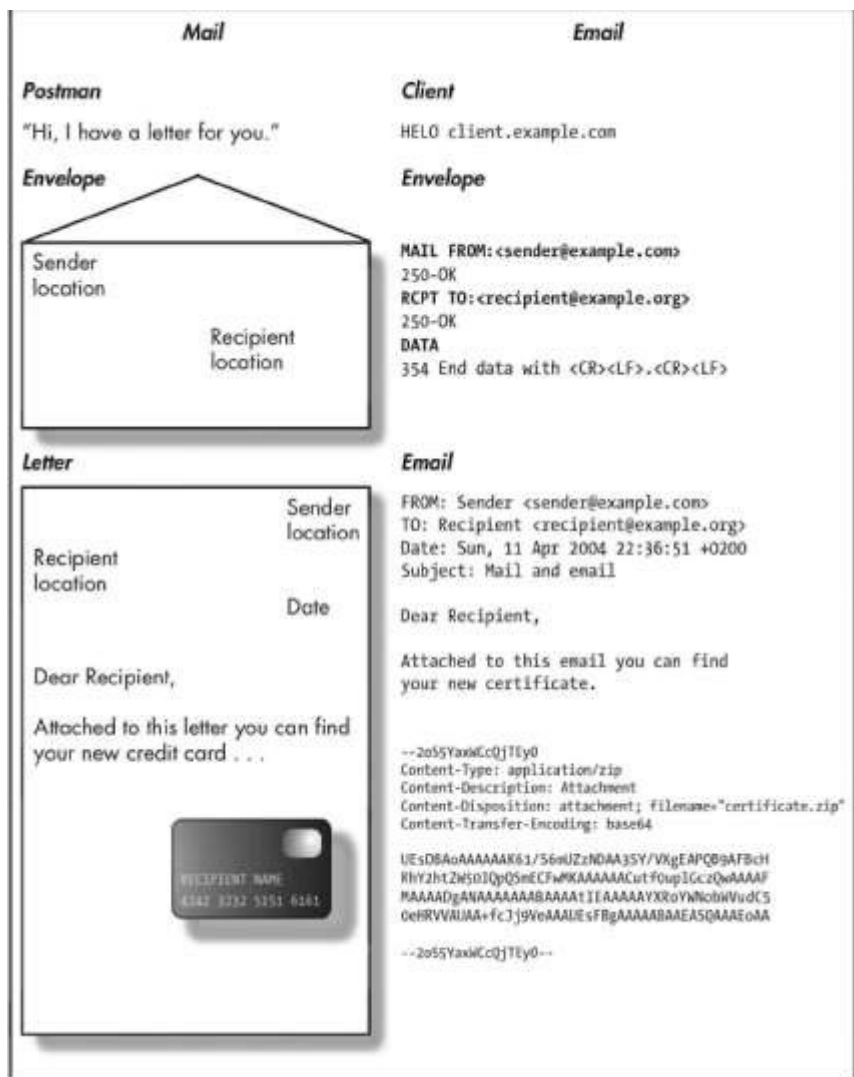 Mail
Email
Postman
Client
"Hi, I have a letter for you."
HELO client.example.com
Envelope
Envelope
Sender
location
Recipient
location
MAIL FROM:<sender@example.com>
250-OK
RCPT TO:<recipient@example.org>
250-OK
DATA
354 End data with <CR><LF>.<CR><LF>
Letter
Email
Sender
location
Recipient
location
Date
Dear Recipient,
Attached to this letter you can find
your new credit card . . .
RECIPIENT NAME
FROM: Sender <sender@example.com>
TO: Recipient <recipient@example.org>
Date: Sun, 11 Apr 2004 22:36:51 +0200
Subject: Mail and email
Dear Recipient,
Attached to this email you can find
your new certificate.
Content-Type: application/zip
Content-Description: Attachment
Content-Disposition: attachment; filename="certificate.zip"
Content-Transfer-Encoding: base64